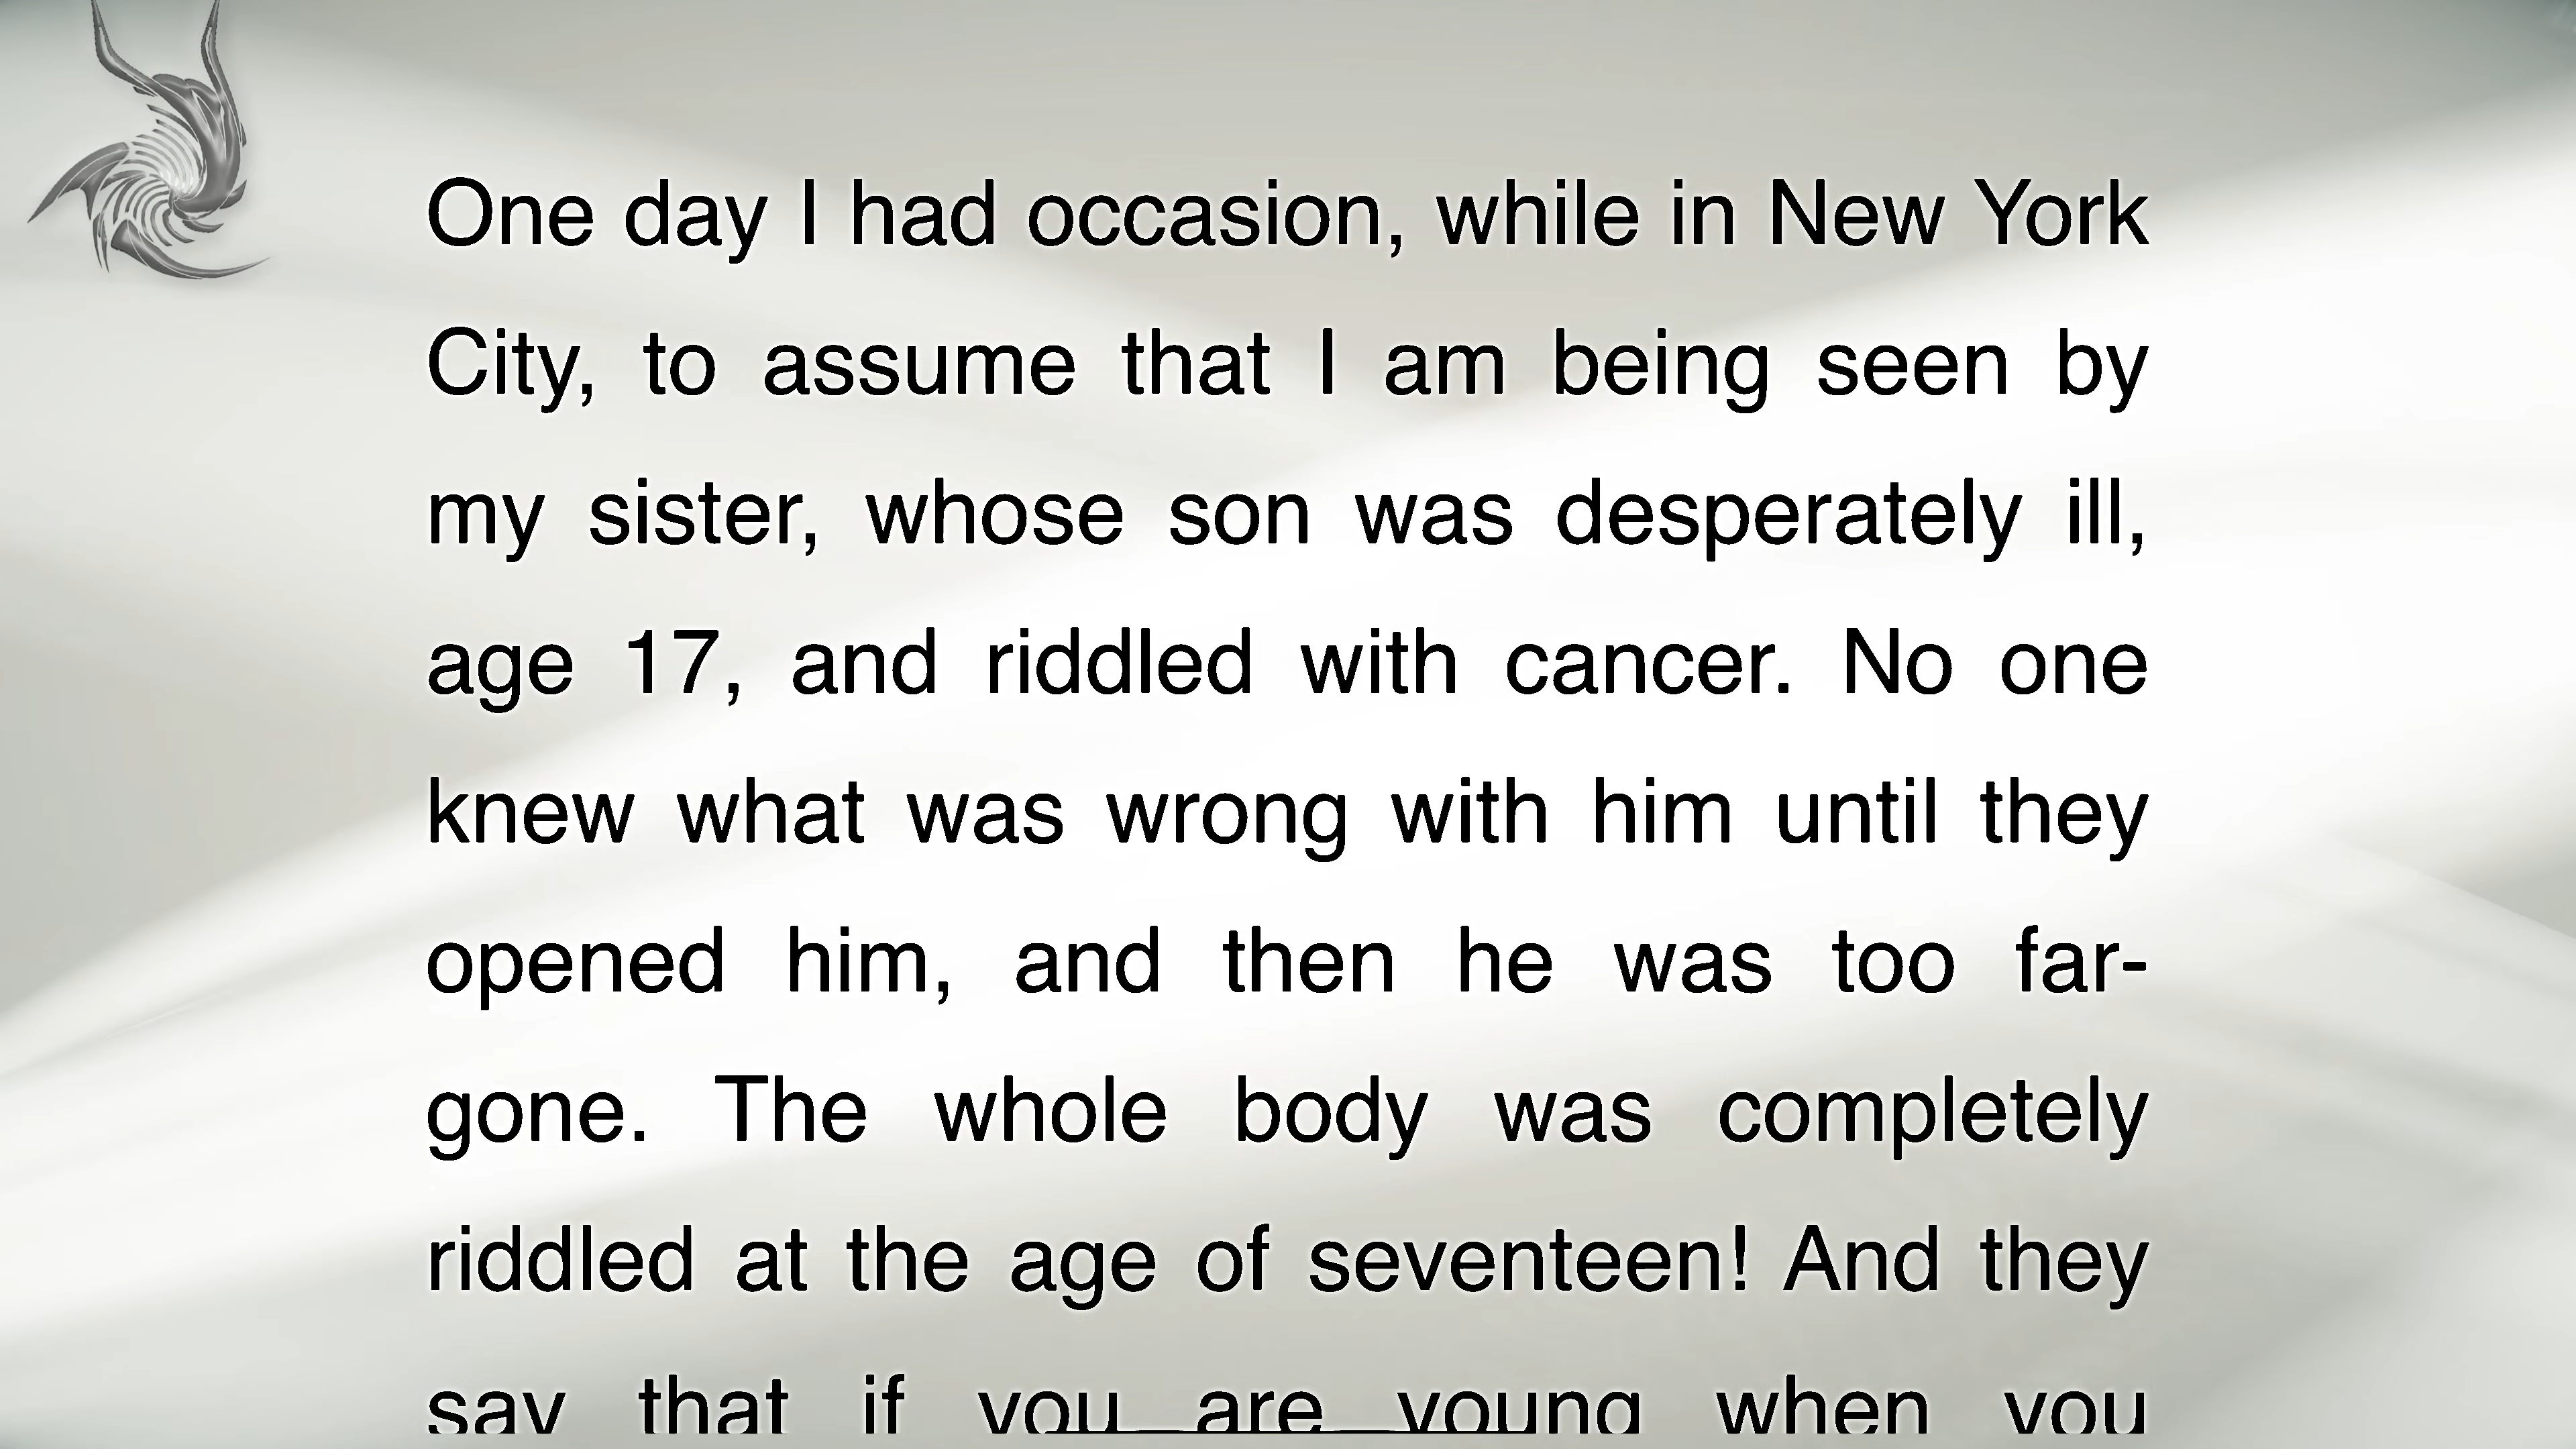 One day I had occasion, while in New York
City, to assume that I am being seen by
my sister, whose son was desperately ill,
age 17, and riddled with cancer. No one
knew what was wrong with him until they
opened him, and then he was too far-
gone. The whole body was completely
riddled at the age of seventeen! And they
say that if you are young when you